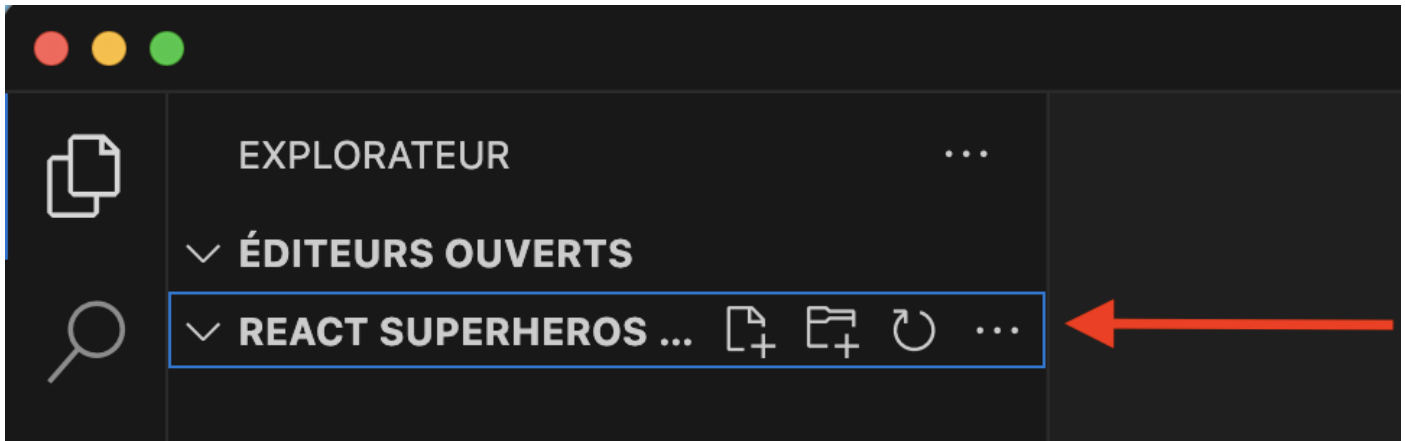 EXPLORATEUR ...
ÉDITEURS OUVERTS
REACT SUPERHEROS ...